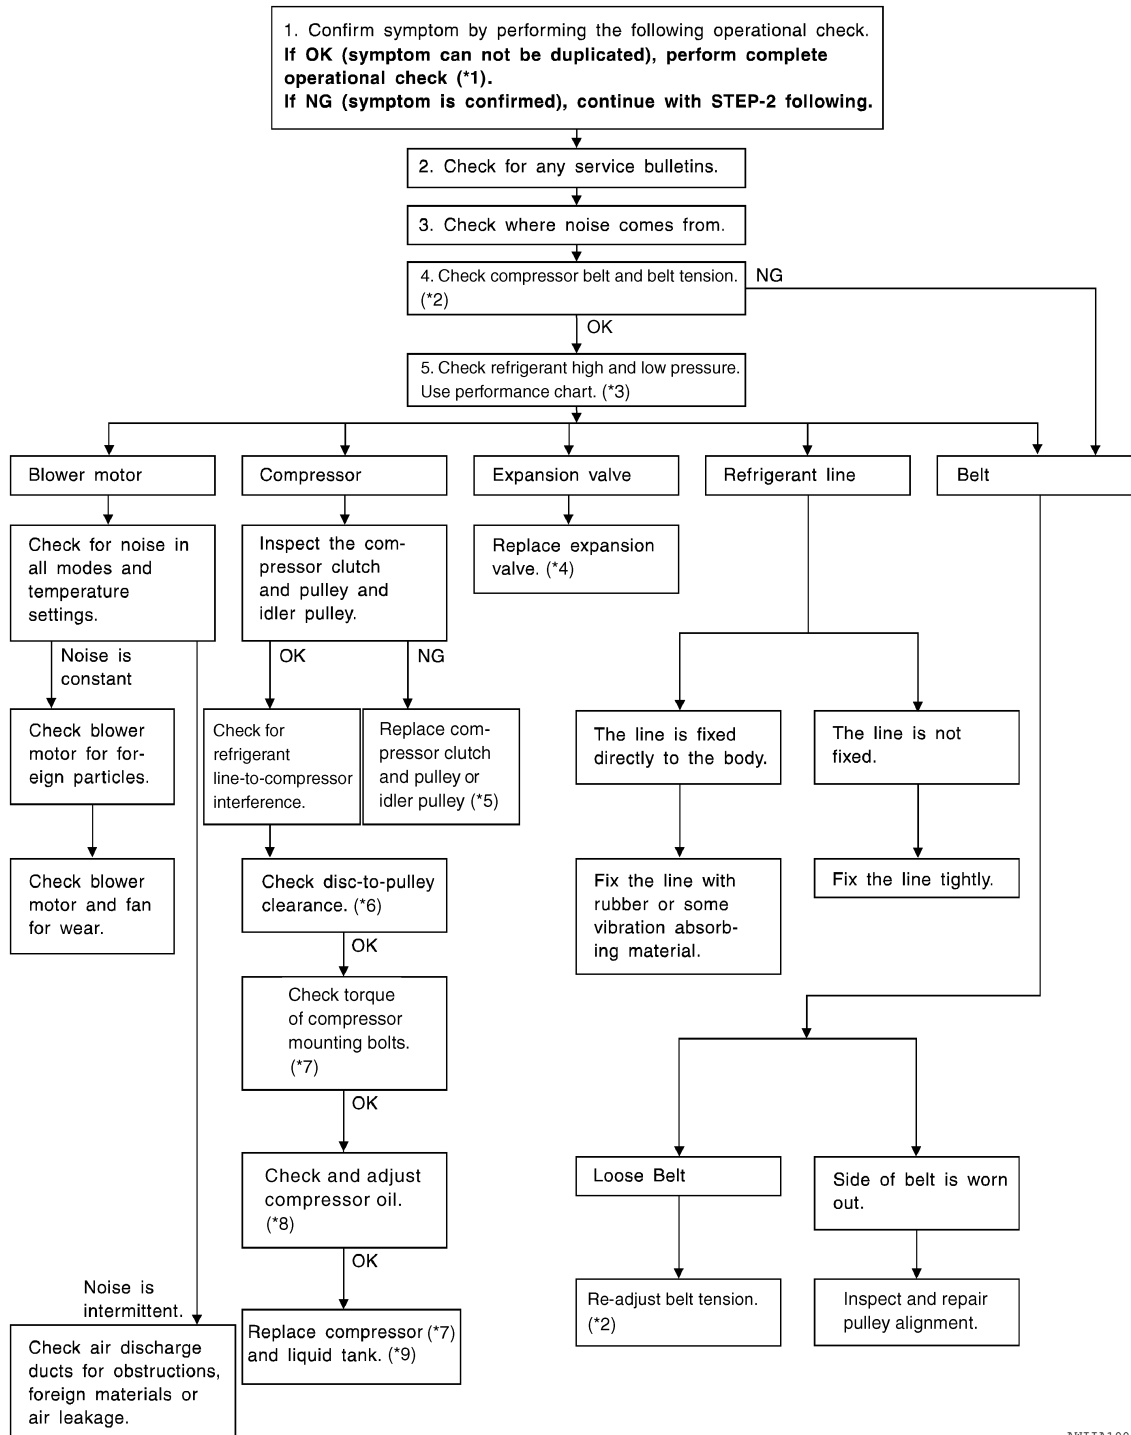 1. Confirm symptom by performing the following operational check.
If OK (symptom can not be duplicated), perform complete
operational check (*1).
If NG (symptom is confirmed), continue with STEP-2 following.
2. Check for any service bulletins.
3. Check where noise comes from.
4. Check compressor belt and belt tension.
(*2)
NG
OK
5. Check refrigerant high and low pressure.
Use performance chart. (*3)
Blower motor
Compressor
Expansion valve
Refrigerant line
Belt
Check for noise in
all modes and
temperature
settings.
Inspect the com-
pressor clutch
and pulley and
idler pulley.
Replace expansion
valve. (*4)
Noise is
constant
OK
NG
Check blower
motor for for-
eign particles.
Check for
refrigerant
line-to-compressor
interference.
Replace com-
pressor clutch
and pulley or
idler pulley (*5)
The line is fixed
directly to the body.
The line is not
fixed.
Check blower
motor and fan
for wear.
Check disc-to-pulley
clearance. (*6)
Fix the line with
rubber or some
vibration absorb-
ing material.
Fix the line tightly.
OK
Check torque
of compressor
mounting bolts.
(*7)
OK
Check and adjust
compressor oil.
(*8)
Loose Belt
Side of belt is worn
out.
OK
Noise is
intermittent.
Replace compressor (*7)
and liquid tank. (*9)
Re-adjust belt tension.
(*2)
Inspect and repair
pulley alignment.
Check air discharge
ducts for obstructions,
foreign materials or
air leakage.